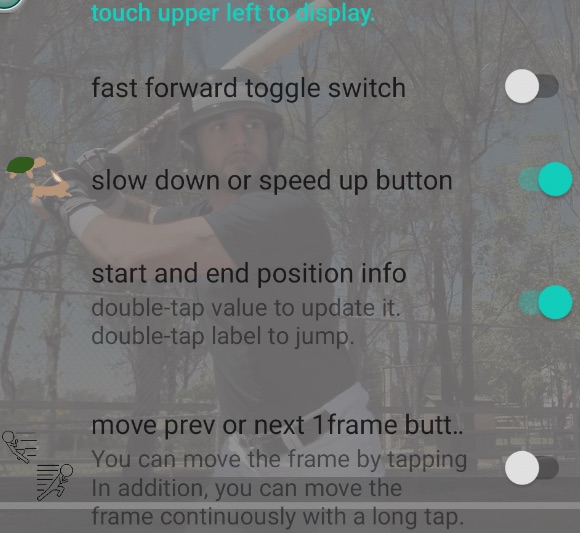 touch upper left to display.
fast forward toggle switch
slow down or speed up button
start and end position info
double-tap value to update it.
double-tap label to jump.
move prev or next 1frame butt..
You can move the frame by tapping
In addition, you can move the
frame continuously with a long tap.